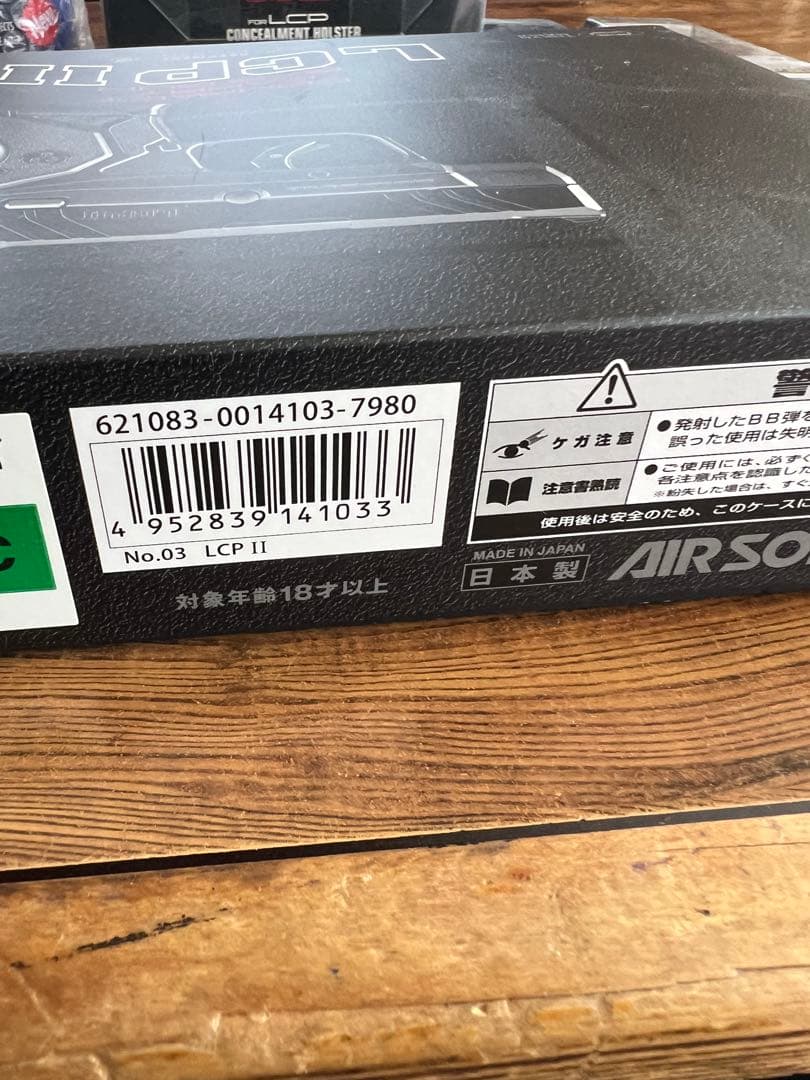 FOR LCP
CONCEALMENT HOLSTER
LCP II
621083-0014103-7980
4 952839 141033
No.03 LCP II
対象年齢18才以上
警
ケガ注意
●発射したBB弾を
誤った使用は失明
注意書熟読
●ご使用には、必ず
各注意点を認識した
※紛失した場合は、すぐ
使用後は安全のため、このケースに
MADE IN JAPAN
日本製
AIR SO
C